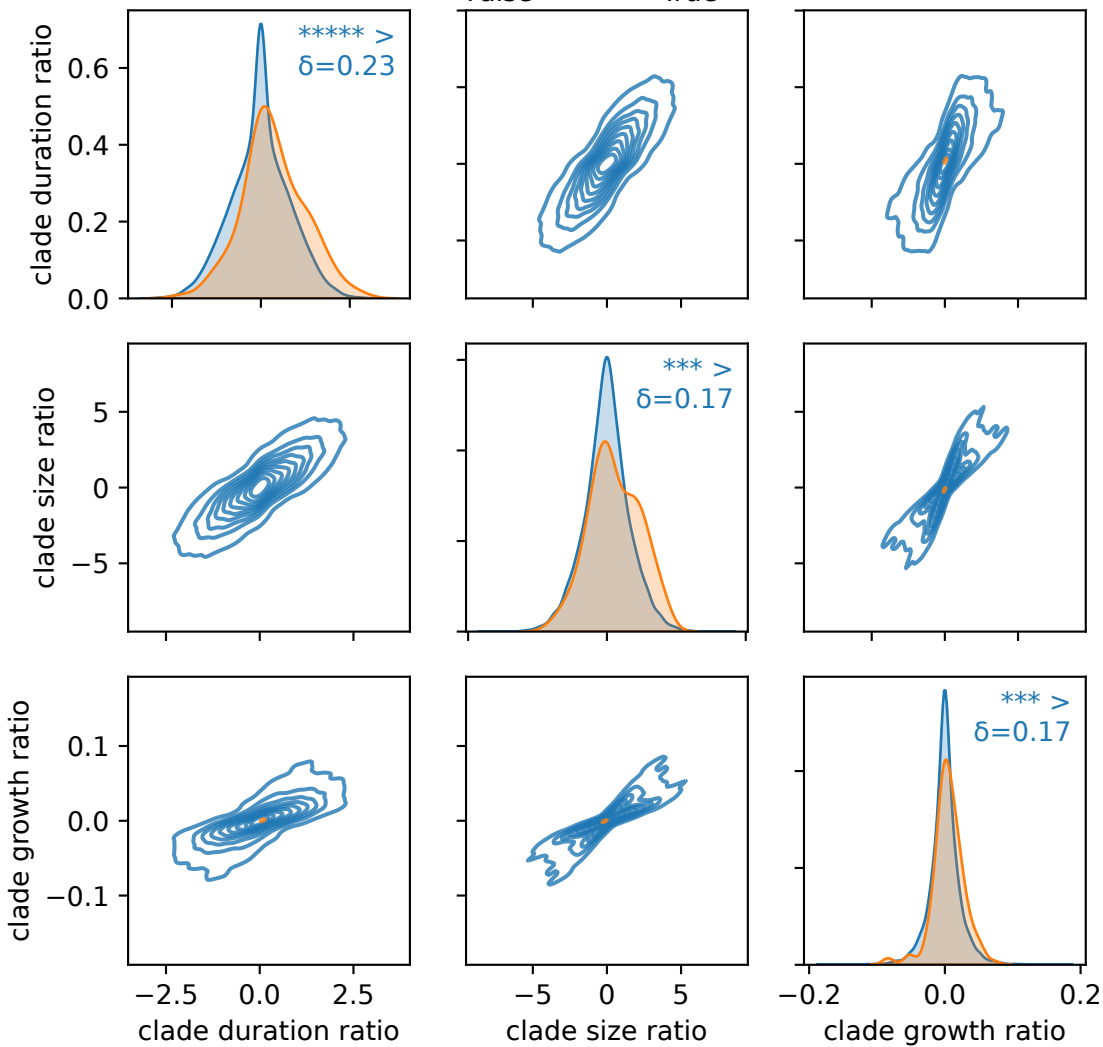 ***** >
δ=0.23
clade duration ratio
0.6
0.4
0.2
0.0
*** >
δ=0.17
clade size ratio
5
0
−5
*** >
δ=0.17
clade growth ratio
0.1
0.0
−0.1
−2.5 0.0 2.5
−5 0 5
−0.2 0.0 0.2
clade duration ratio
clade size ratio
clade growth ratio